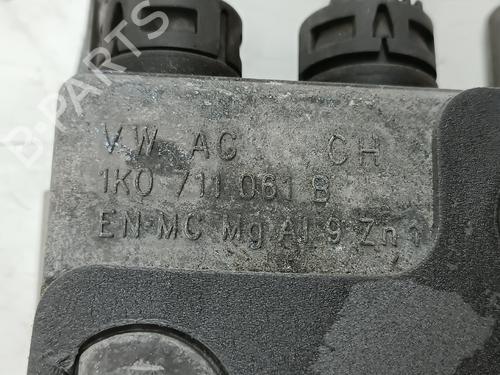 VW AG CH
1K0 711 061 B
EN-MC Mg Al 9 Zn 1
B-PARTS